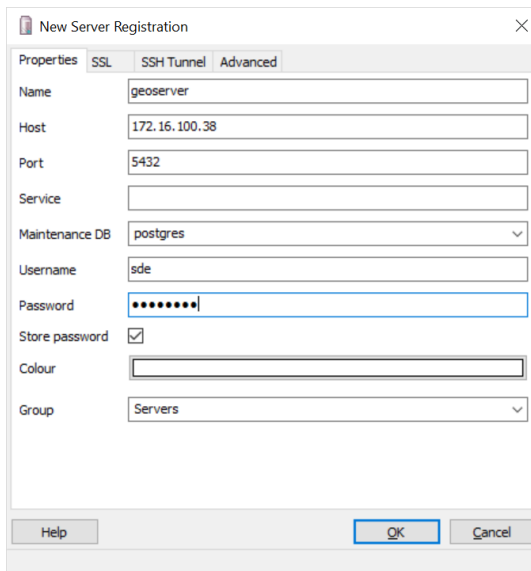 New Server Registration
Properties SSL SSH Tunnel Advanced
Name geoserver
Host 172.16.100.38
Port 5432
Service
Maintenance DB postgres
Username sde
Password ●●●●●●●●
Store password
Colour
Group Servers
Help OK Cancel